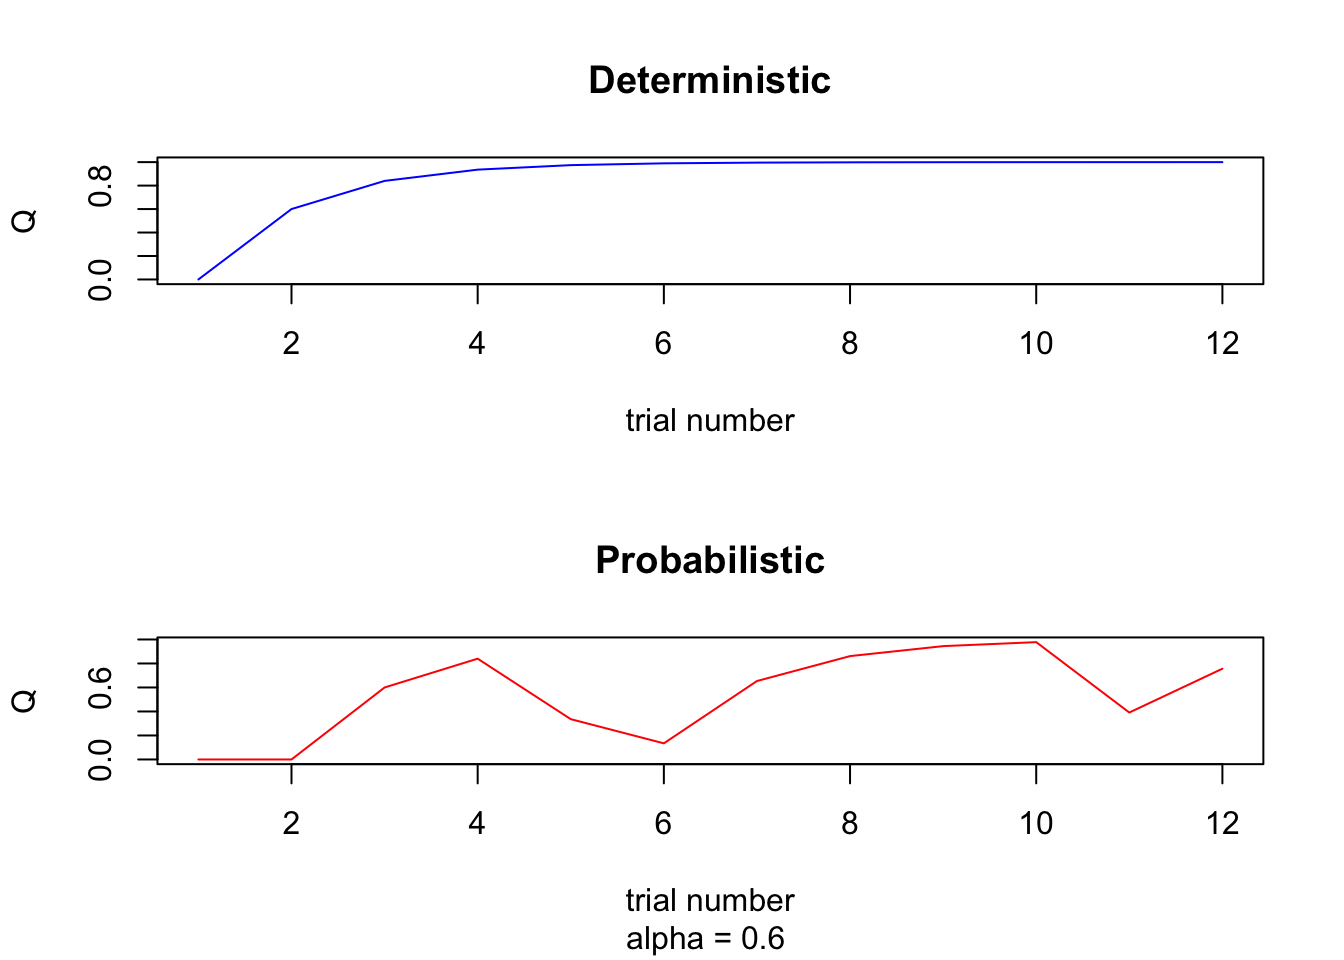 Deterministic
Q
0.8
0.0
2 4 6 8 10 12
trial number
Probabilistic
Q
0.6
0.0
2 4 6 8 10 12
trial number
alpha = 0.6